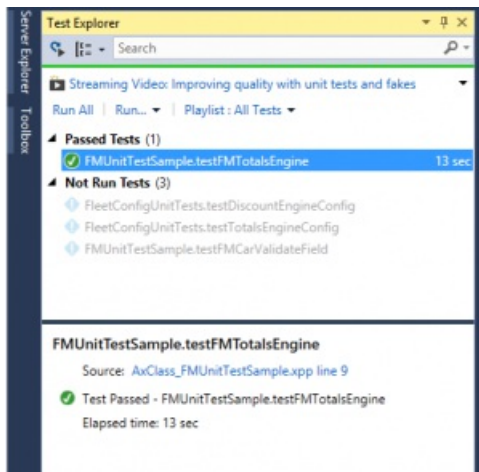 Server Explorer
Toolbox
Test Explorer
Search
Streaming Video: Improving quality with unit tests and fakes
Run All | Run... | Playlist : All Tests
Passed Tests (1)
FMUnitTestSample.testFMTotalsEngine 13 sec
Not Run Tests (3)
FleetConfigUnitTests.testDiscountEngineConfig
FleetConfigUnitTests.testTotalsEngineConfig
FMUnitTestSample.testFMCarValidateField
FMUnitTestSample.testFMTotalsEngine
Source: AxClass_FMUnitTestSample.xpp line 9
Test Passed - FMUnitTestSample.testFMTotalsEngine
Elapsed time: 13 sec